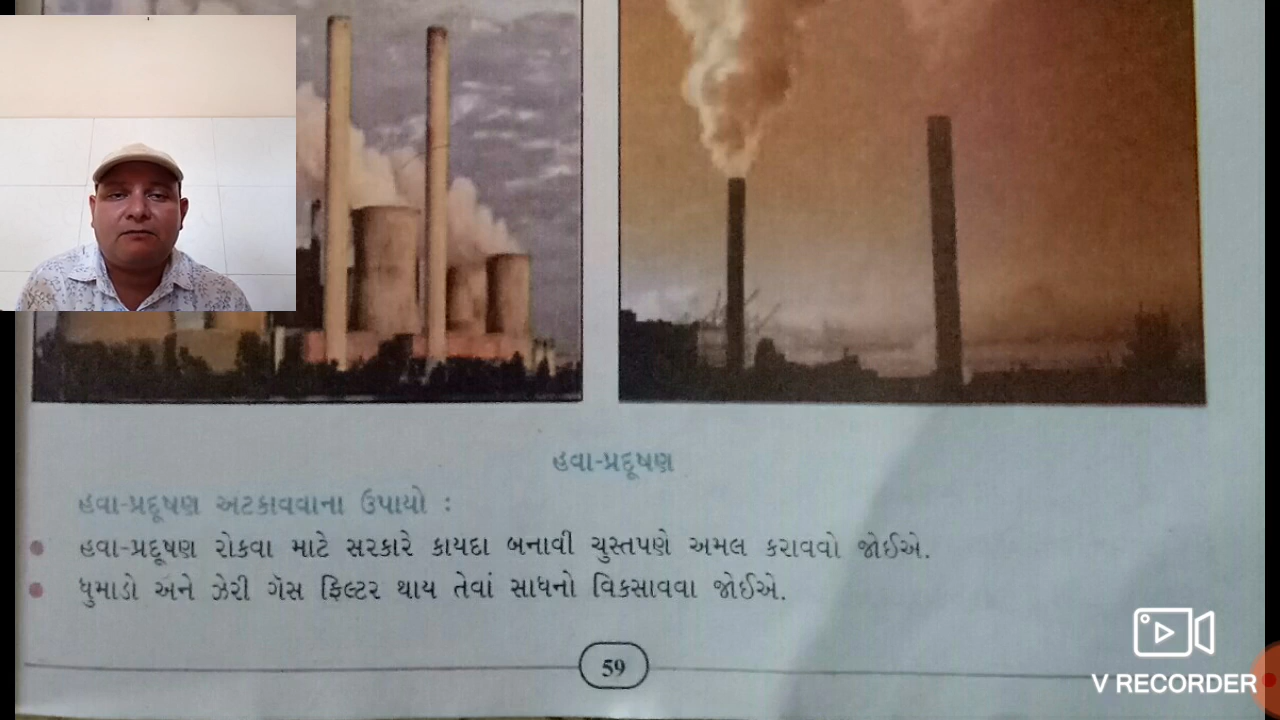 હવા-પ્રદૂષણ
હવા-પ્રદૂષણ અટકાવવાના ઉપાયો :
હવા-પ્રદૂષણ રોકવા માટે સરકારે કાયદા બનાવી ચુસ્તપણે અમલ કરાવવો જોઈએ.
ધુમાડો અને ઝેરી ગૅસ ફિલ્ટર થાય તેવાં સાધનો વિકસાવવા જોઈએ.
59
V RECORDER